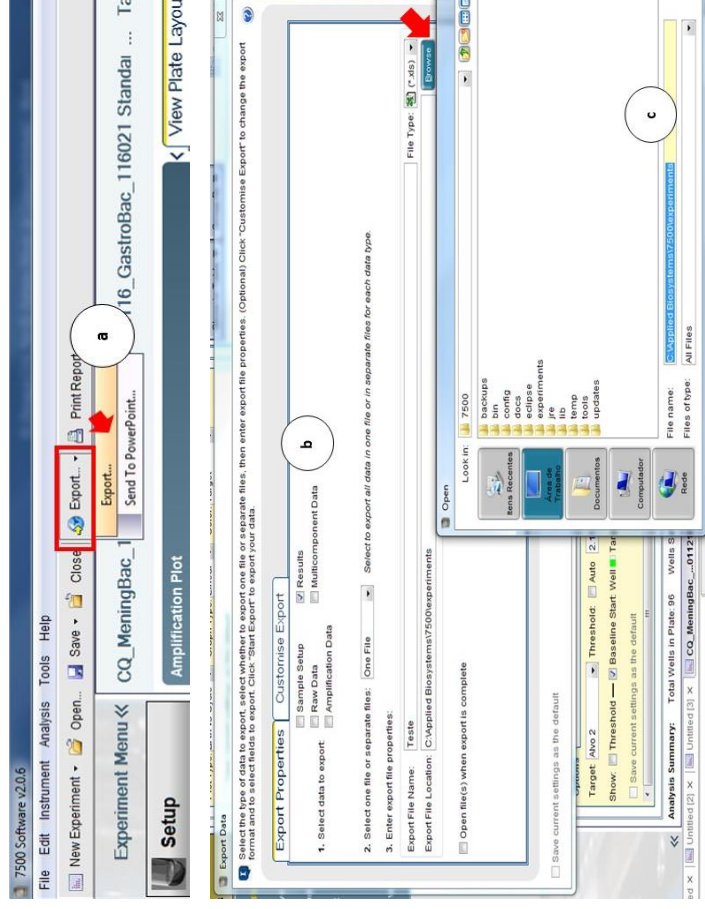 7500 Software v2.0.6
File Edit Instrument Analysis Tools Help
New Experiment Open... Save Close Export... Print Report
Export...
Send To PowerPoint...
a
Experiment Menu «
CQ_MeningBac_1
116_GastroBac_116021 Standar ... Ta
Setup
Amplification Plot
View Plate Layou
Export Data
Select the type of data to export, select whether to export one file or separate files, then enter export file properties. (Optional) Click "Customise Export" to change the export
format and to select fields to export. Click "Start Export" to export your data.
Export Properties Customise Export
1. Select data to export:
Sample Setup Results
Raw Data Multicomponent Data
Amplification Data
b
2. Select one file or separate files: One File Select to export all data in one file or in separate files for each data type.
3. Enter export file properties:
Export File Name: Teste File Type: (*.xls)
Export File Location: C:\Applied Biosystems\7500\experiments Browse
Open file(s) when export is complete
Save current settings as the default
Open
Look in: 7500
Itens Recentes
Área de Trabalho
Documentos
Computador
Rede
backups
bin
config
docs
eclipse
experiments
jre
lib
temp
tools
updates
c
File name: C:\Applied Biosystems\7500\experiments
Files of type: All Files
Options
Target: Alvo 2 Threshold: Auto 2.1
Show: Threshold Baseline Start: Well Tar
Save current settings as the default
Analysis Summary: Total Wells in Plate: 96 Wells S
ed Untitled [2] Untitled [3] CQ_MeningBac_...01121